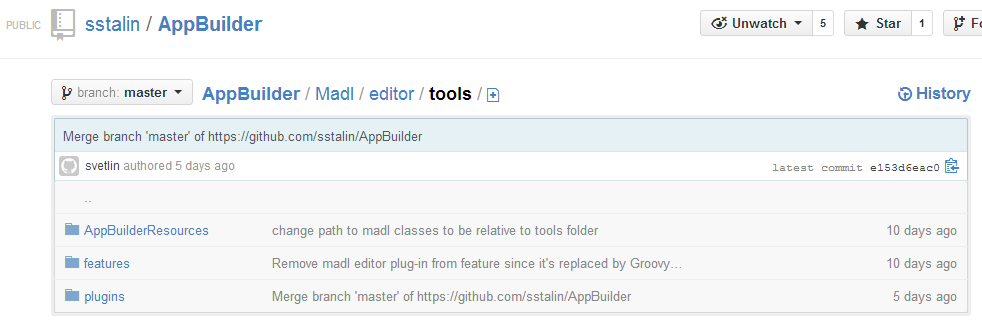 PUBLIC sstalin / AppBuilder Unwatch 5 Star 1 Fo
branch: master AppBuilder / Madl / editor / tools / History
Merge branch 'master' of https://github.com/sstalin/AppBuilder
svetlin authored 5 days ago latest commit e153d6eac0
..
AppBuilderResources change path to madl classes to be relative to tools folder 10 days ago
features Remove madl editor plug-in from feature since it's replaced by Groovy… 10 days ago
plugins Merge branch 'master' of https://github.com/sstalin/AppBuilder 5 days ago